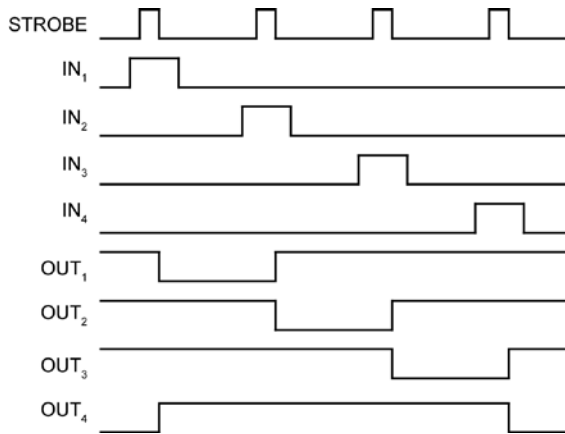 STROBE
IN₁
IN₂
IN₃
IN₄
OUT₁
OUT₂
OUT₃
OUT₄